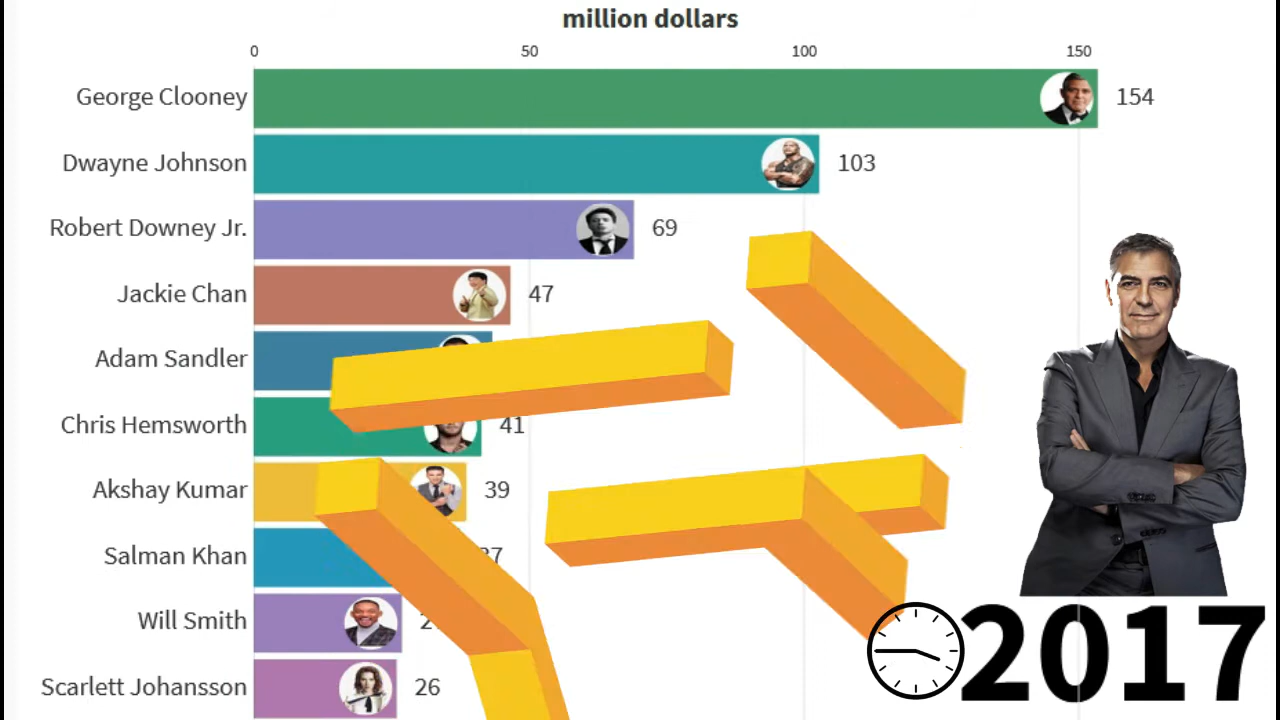 million dollars
0 50 100 150
George Clooney 154
Dwayne Johnson 103
Robert Downey Jr. 69
Jackie Chan 47
Adam Sandler
Chris Hemsworth 41
Akshay Kumar 39
Salman Khan
Will Smith
Scarlett Johansson 26
2017